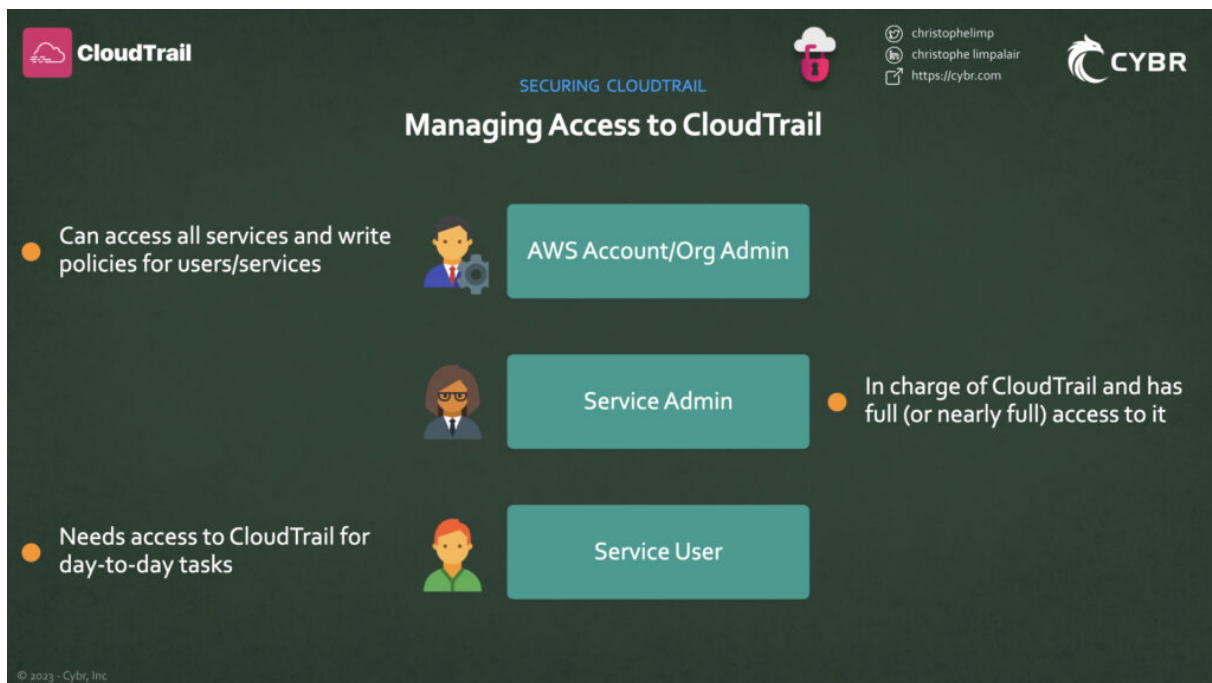 CloudTrail
christophelimp
christophe limpalair
https://cybr.com
CYBR
SECURING CLOUDTRAIL
Managing Access to CloudTrail
Can access all services and write
policies for users/services
AWS Account/Org Admin
Service Admin
In charge of CloudTrail and has
full (or nearly full) access to it
Needs access to CloudTrail for
day-to-day tasks
Service User
© 2023 - Cybr, Inc